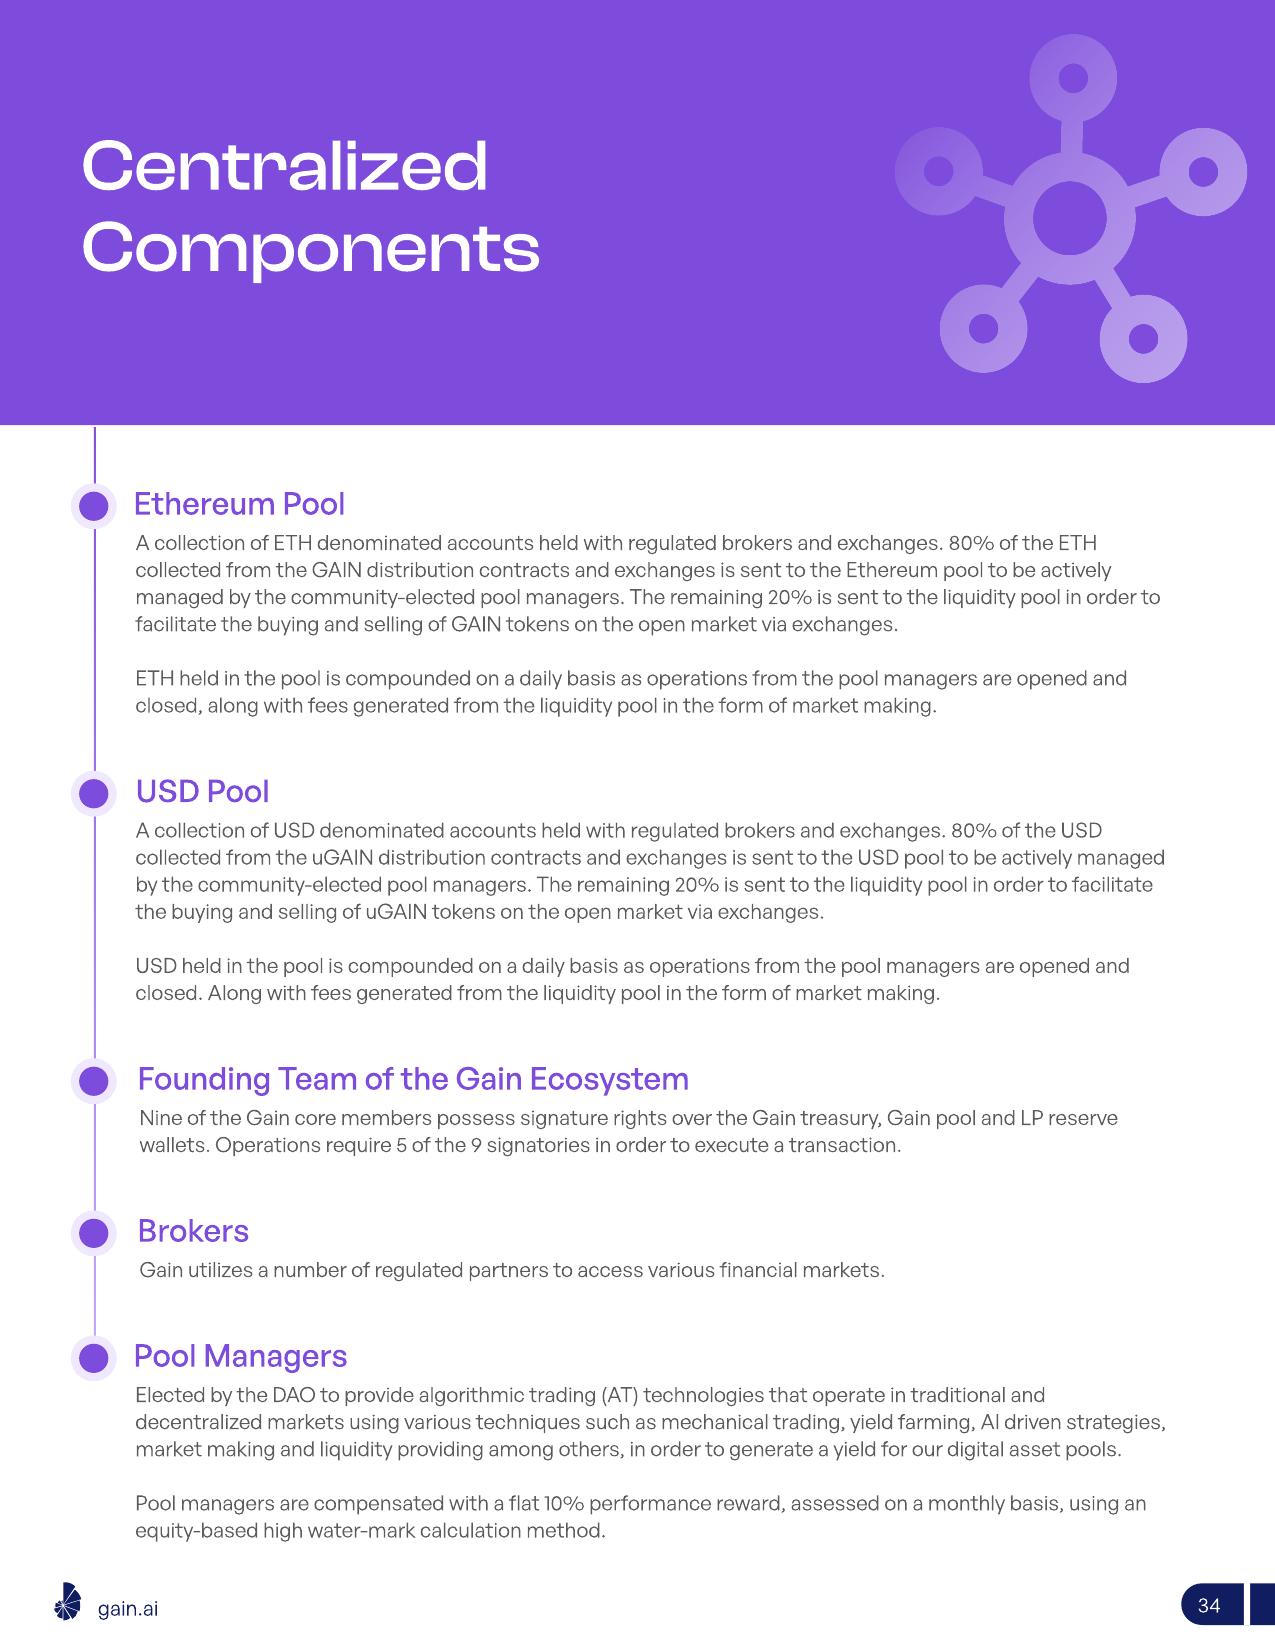 Centralized
Components
Ethereum Pool
A collection of ETH denominated accounts held with regulated brokers and exchanges. 80% of the ETH
collected from the GAIN distribution contracts and exchanges is sent to the Ethereum pool to be actively
managed by the community-elected pool managers. The remaining 20% is sent to the liquidity pool in order to
facilitate the buying and selling of GAIN tokens on the open market via exchanges.
ETH held in the pool is compounded on a daily basis as operations from the pool managers are opened and
closed, along with fees generated from the liquidity pool in the form of market making.
USD Pool
A collection of USD denominated accounts held with regulated brokers and exchanges. 80% of the USD
collected from the uGAIN distribution contracts and exchanges is sent to the USD pool to be actively managed
by the community-elected pool managers. The remaining 20% is sent to the liquidity pool in order to facilitate
the buying and selling of uGAIN tokens on the open market via exchanges.
USD held in the pool is compounded on a daily basis as operations from the pool managers are opened and
closed. Along with fees generated from the liquidity pool in the form of market making.
Founding Team of the Gain Ecosystem
Nine of the Gain core members possess signature rights over the Gain treasury, Gain pool and LP reserve
wallets. Operations require 5 of the 9 signatories in order to execute a transaction.
Brokers
Gain utilizes a number of regulated partners to access various financial markets.
Pool Managers
Elected by the DAO to provide algorithmic trading (AT) technologies that operate in traditional and
decentralized markets using various techniques such as mechanical trading, yield farming, AI driven strategies,
market making and liquidity providing among others, in order to generate a yield for our digital asset pools.
Pool managers are compensated with a flat 10% performance reward, assessed on a monthly basis, using an
equity-based high water-mark calculation method.
gain.ai
34